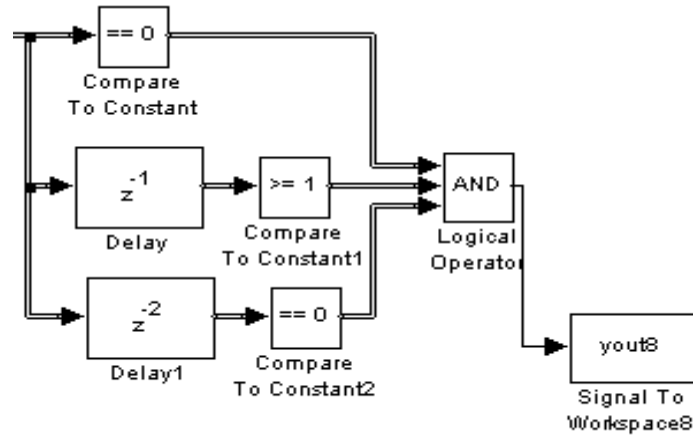 == 0
Compare
To Constant
z-1
Delay
>= 1
Compare
To Constant1
AND
Logical
Operator
z-2
Delay1
== 0
Compare
To Constant2
yout8
Signal To
Workspace8